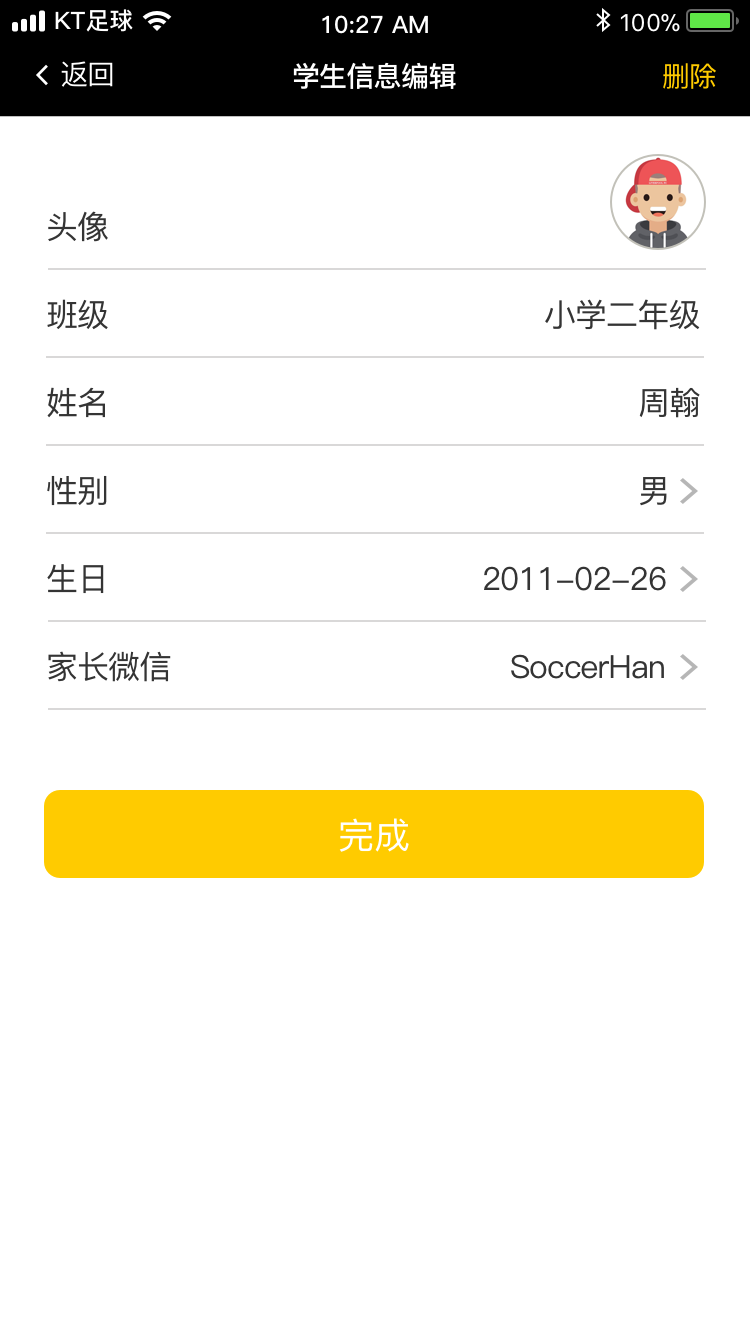 KT足球 10:27 AM 100%
返回 学生信息编辑 删除
头像
班级 小学二年级
姓名 周翰
性别 男
生日 2011-02-26
家长微信 SoccerHan
完成